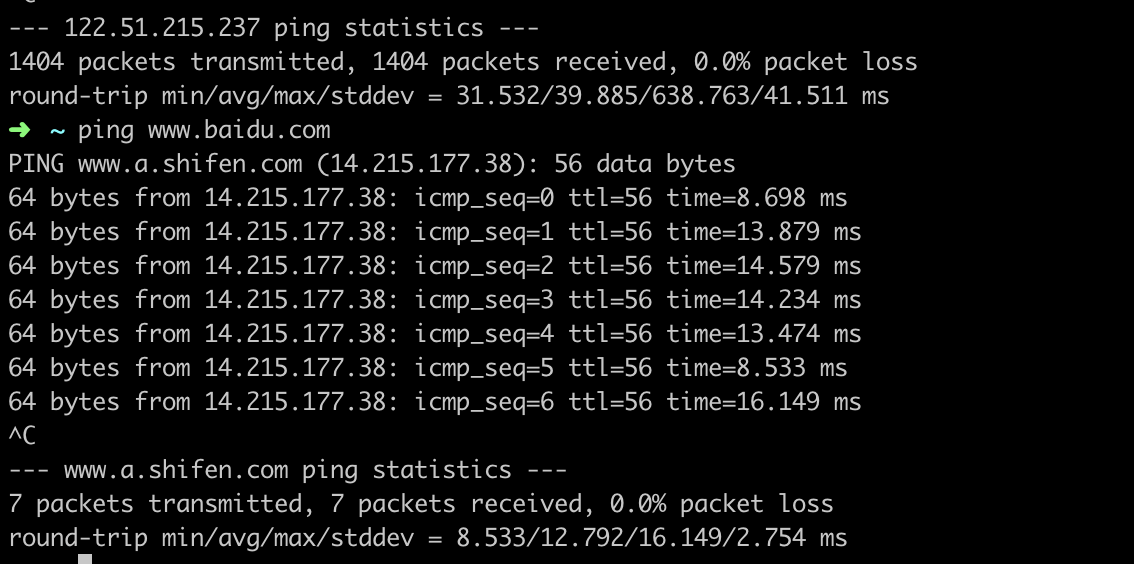 --- 122.51.215.237 ping statistics ---
1404 packets transmitted, 1404 packets received, 0.0% packet loss
round-trip min/avg/max/stddev = 31.532/39.885/638.763/41.511 ms
➜ ~ ping www.baidu.com
PING www.a.shifen.com (14.215.177.38): 56 data bytes
64 bytes from 14.215.177.38: icmp_seq=0 ttl=56 time=8.698 ms
64 bytes from 14.215.177.38: icmp_seq=1 ttl=56 time=13.879 ms
64 bytes from 14.215.177.38: icmp_seq=2 ttl=56 time=14.579 ms
64 bytes from 14.215.177.38: icmp_seq=3 ttl=56 time=14.234 ms
64 bytes from 14.215.177.38: icmp_seq=4 ttl=56 time=13.474 ms
64 bytes from 14.215.177.38: icmp_seq=5 ttl=56 time=8.533 ms
64 bytes from 14.215.177.38: icmp_seq=6 ttl=56 time=16.149 ms
^C
--- www.a.shifen.com ping statistics ---
7 packets transmitted, 7 packets received, 0.0% packet loss
round-trip min/avg/max/stddev = 8.533/12.792/16.149/2.754 ms